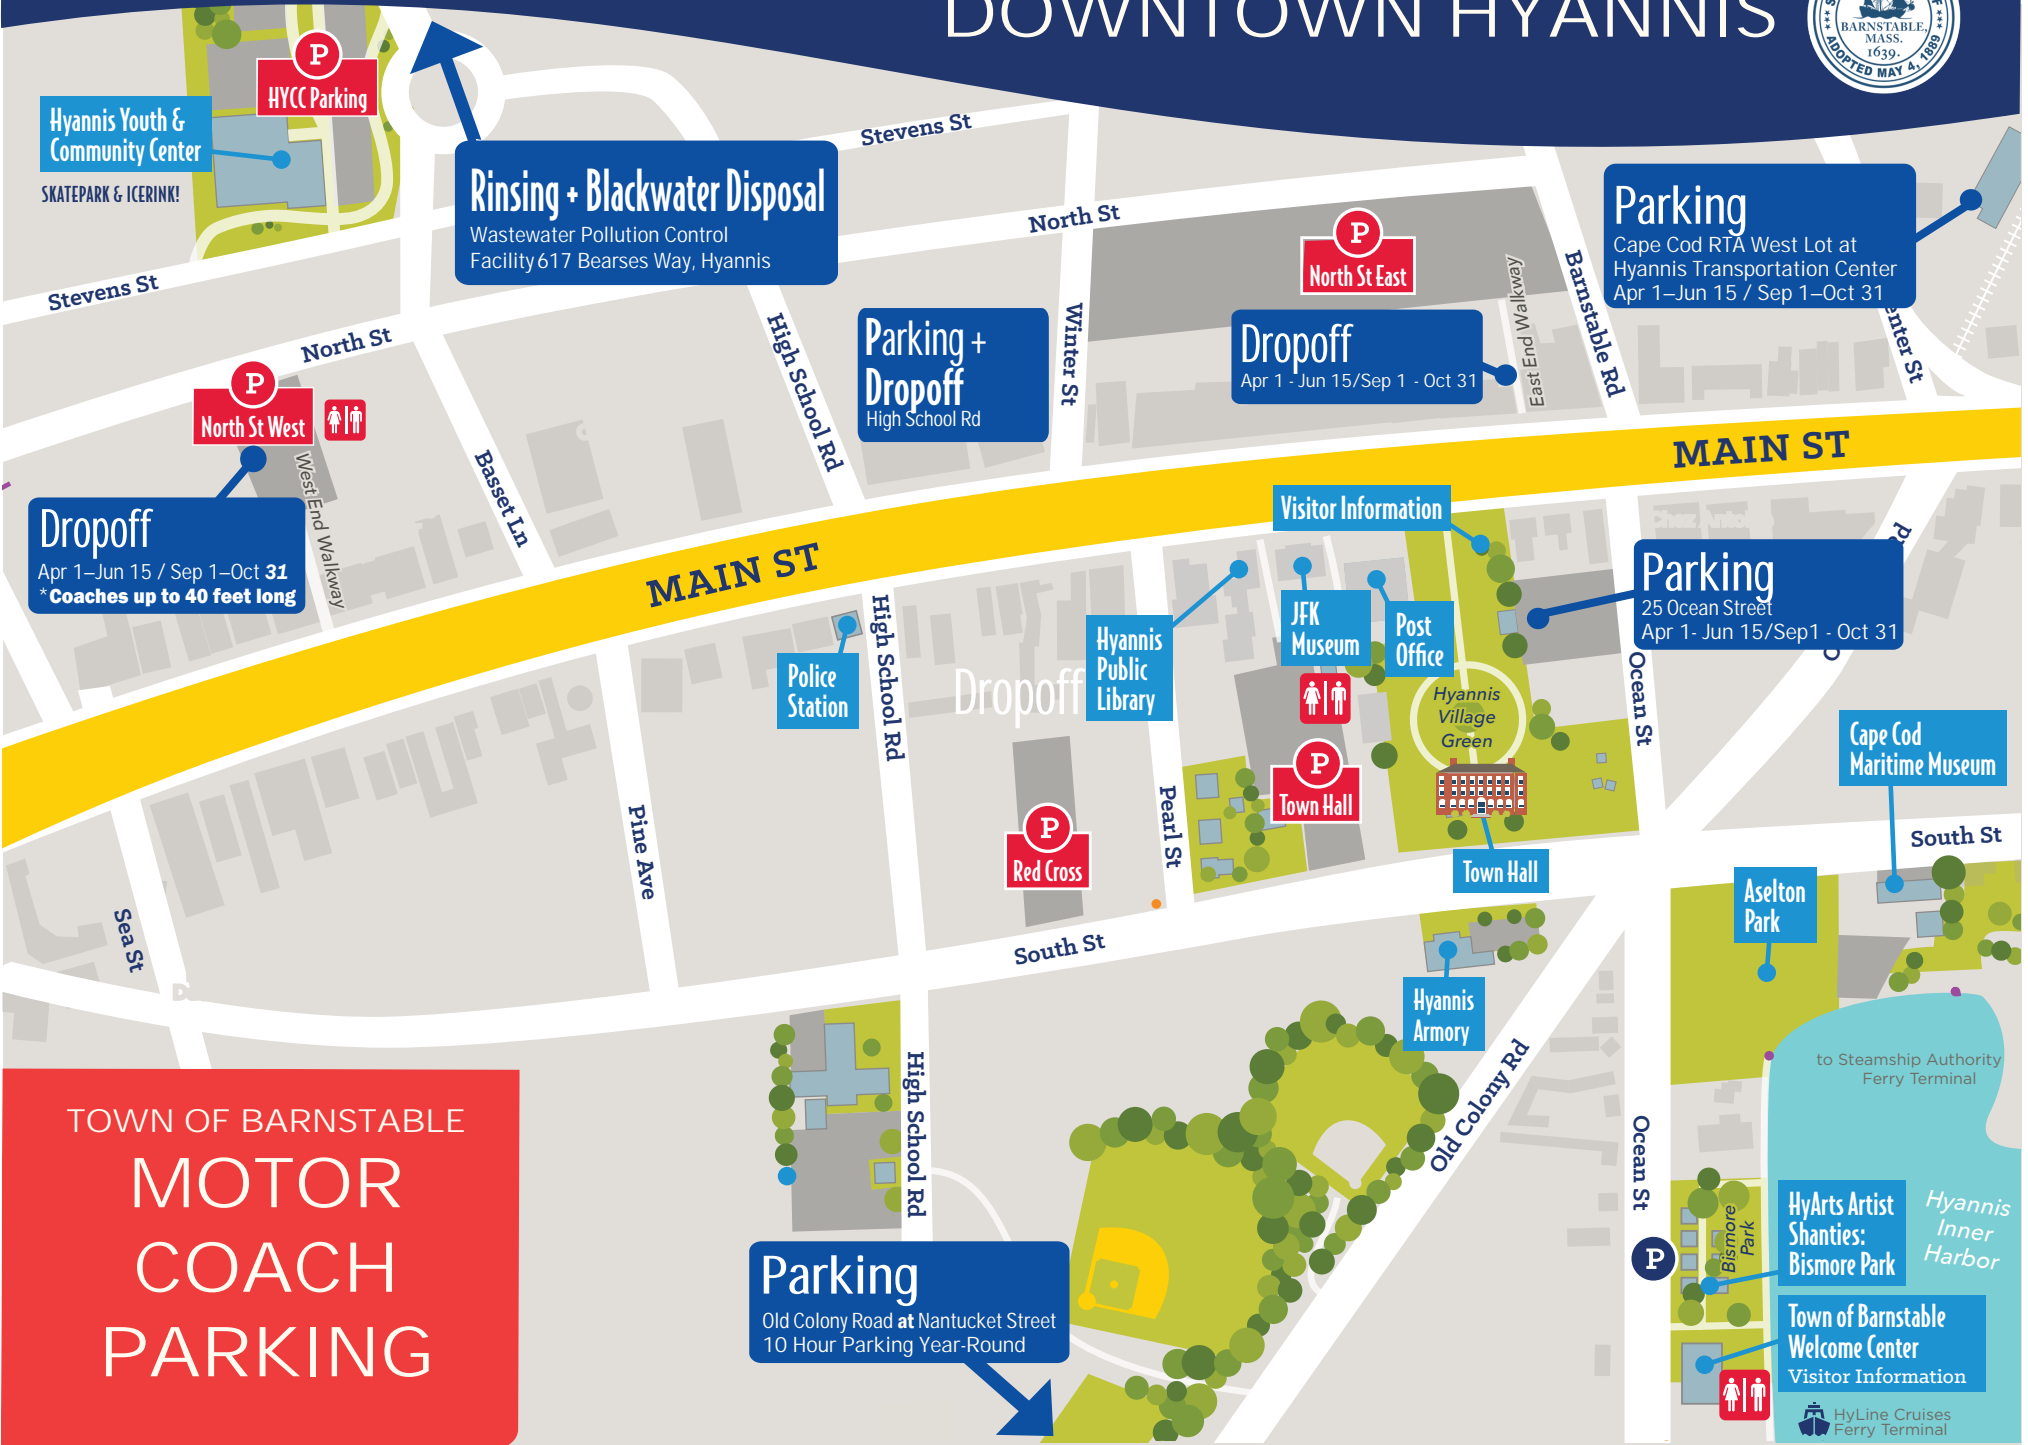 DOWNTOWN HYANNIS
BARNSTABLE,
MASS.
1639.
ADOPTED MAY 4, 1889
P
HYCC Parking
Hyannis Youth &
Community Center
SKATEPARK & ICERINK!
Rinsing + Blackwater Disposal
Wastewater Pollution Control
Facility 617 Bearses Way, Hyannis
Stevens St
Stevens St
North St
North St
P
North St East
Parking
Cape Cod RTA West Lot at
Hyannis Transportation Center
Apr 1–Jun 15 / Sep 1–Oct 31
Barnstable Rd
East End Walkway
Dropoff
Apr 1 - Jun 15/Sep 1 - Oct 31
Winter St
Parking +
Dropoff
High School Rd
High School Rd
P
North St West
Dropoff
Apr 1–Jun 15 / Sep 1–Oct 31
*Coaches up to 40 feet long
West End Walkway
Basset Ln
MAIN ST
MAIN ST
Visitor Information
Parking
25 Ocean Street
Apr 1- Jun 15/Sep1 - Oct 31
JFK
Museum
Post
Office
Hyannis
Public
Library
Dropoff
Police
Station
High School Rd
Hyannis
Village
Green
Ocean St
P
Town Hall
Cape Cod
Maritime Museum
South St
Pearl St
P
Red Cross
Pine Ave
Sea St
Town Hall
Aselton
Park
South St
Hyannis
Armory
Old Colony Rd
to Steamship Authority
Ferry Terminal
High School Rd
Ocean St
P
Bismore
Park
HyArts Artist
Shanties:
Bismore Park
Hyannis
Inner
Harbor
Town of Barnstable
Welcome Center
Visitor Information
HyLine Cruises
Ferry Terminal
Parking
Old Colony Road at Nantucket Street
10 Hour Parking Year-Round
TOWN OF BARNSTABLE
MOTOR
COACH
PARKING